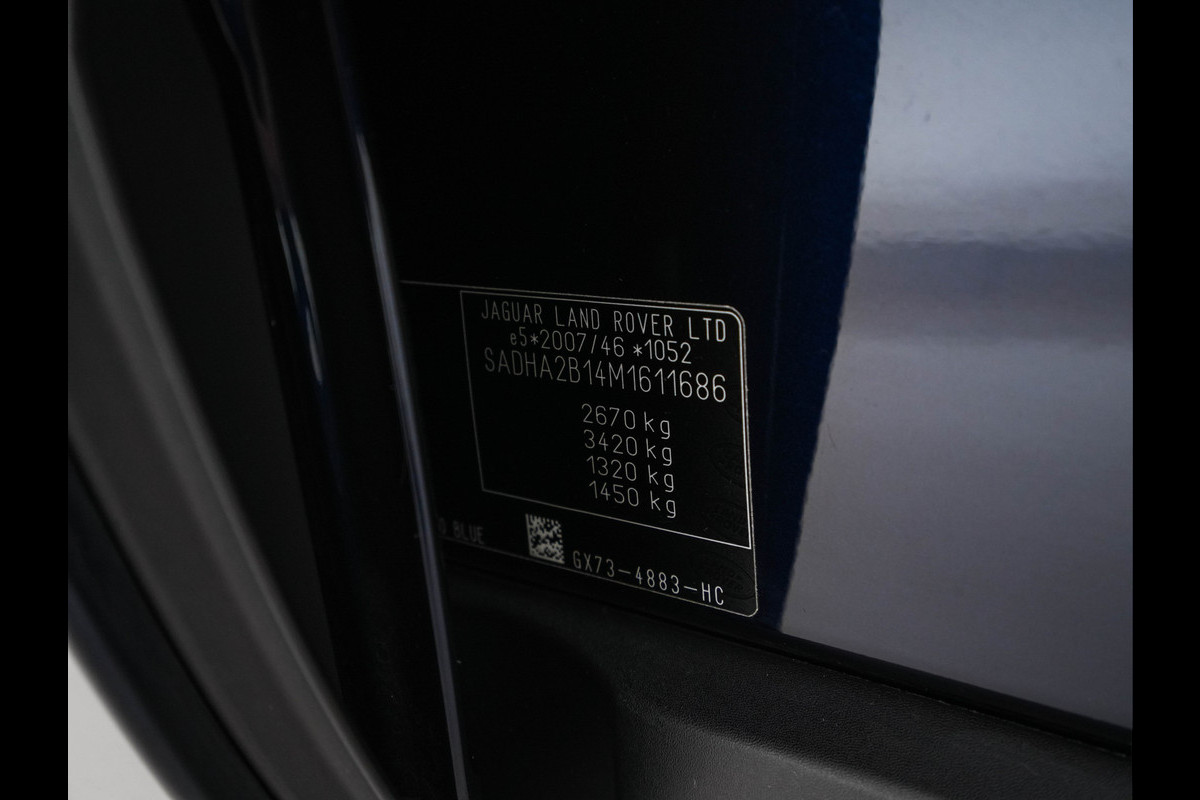 JAGUAR LAND ROVER LTD
e5*2007/46 *1052
SADHA2B14M1611686
2670 kg
3420 kg
1320 kg
1450 kg
BLUE
GX73-4883-HC